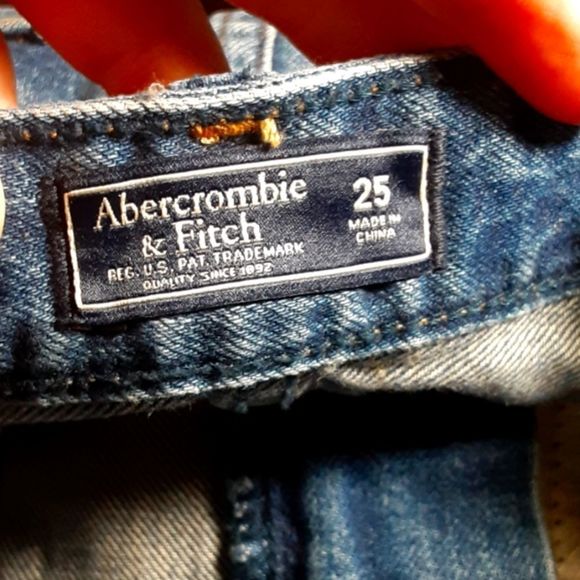 Abercrombie
& Fitch
REG. U.S. PAT. TRADEMARK
QUALITY SINCE 1892
25
MADE IN
CHINA